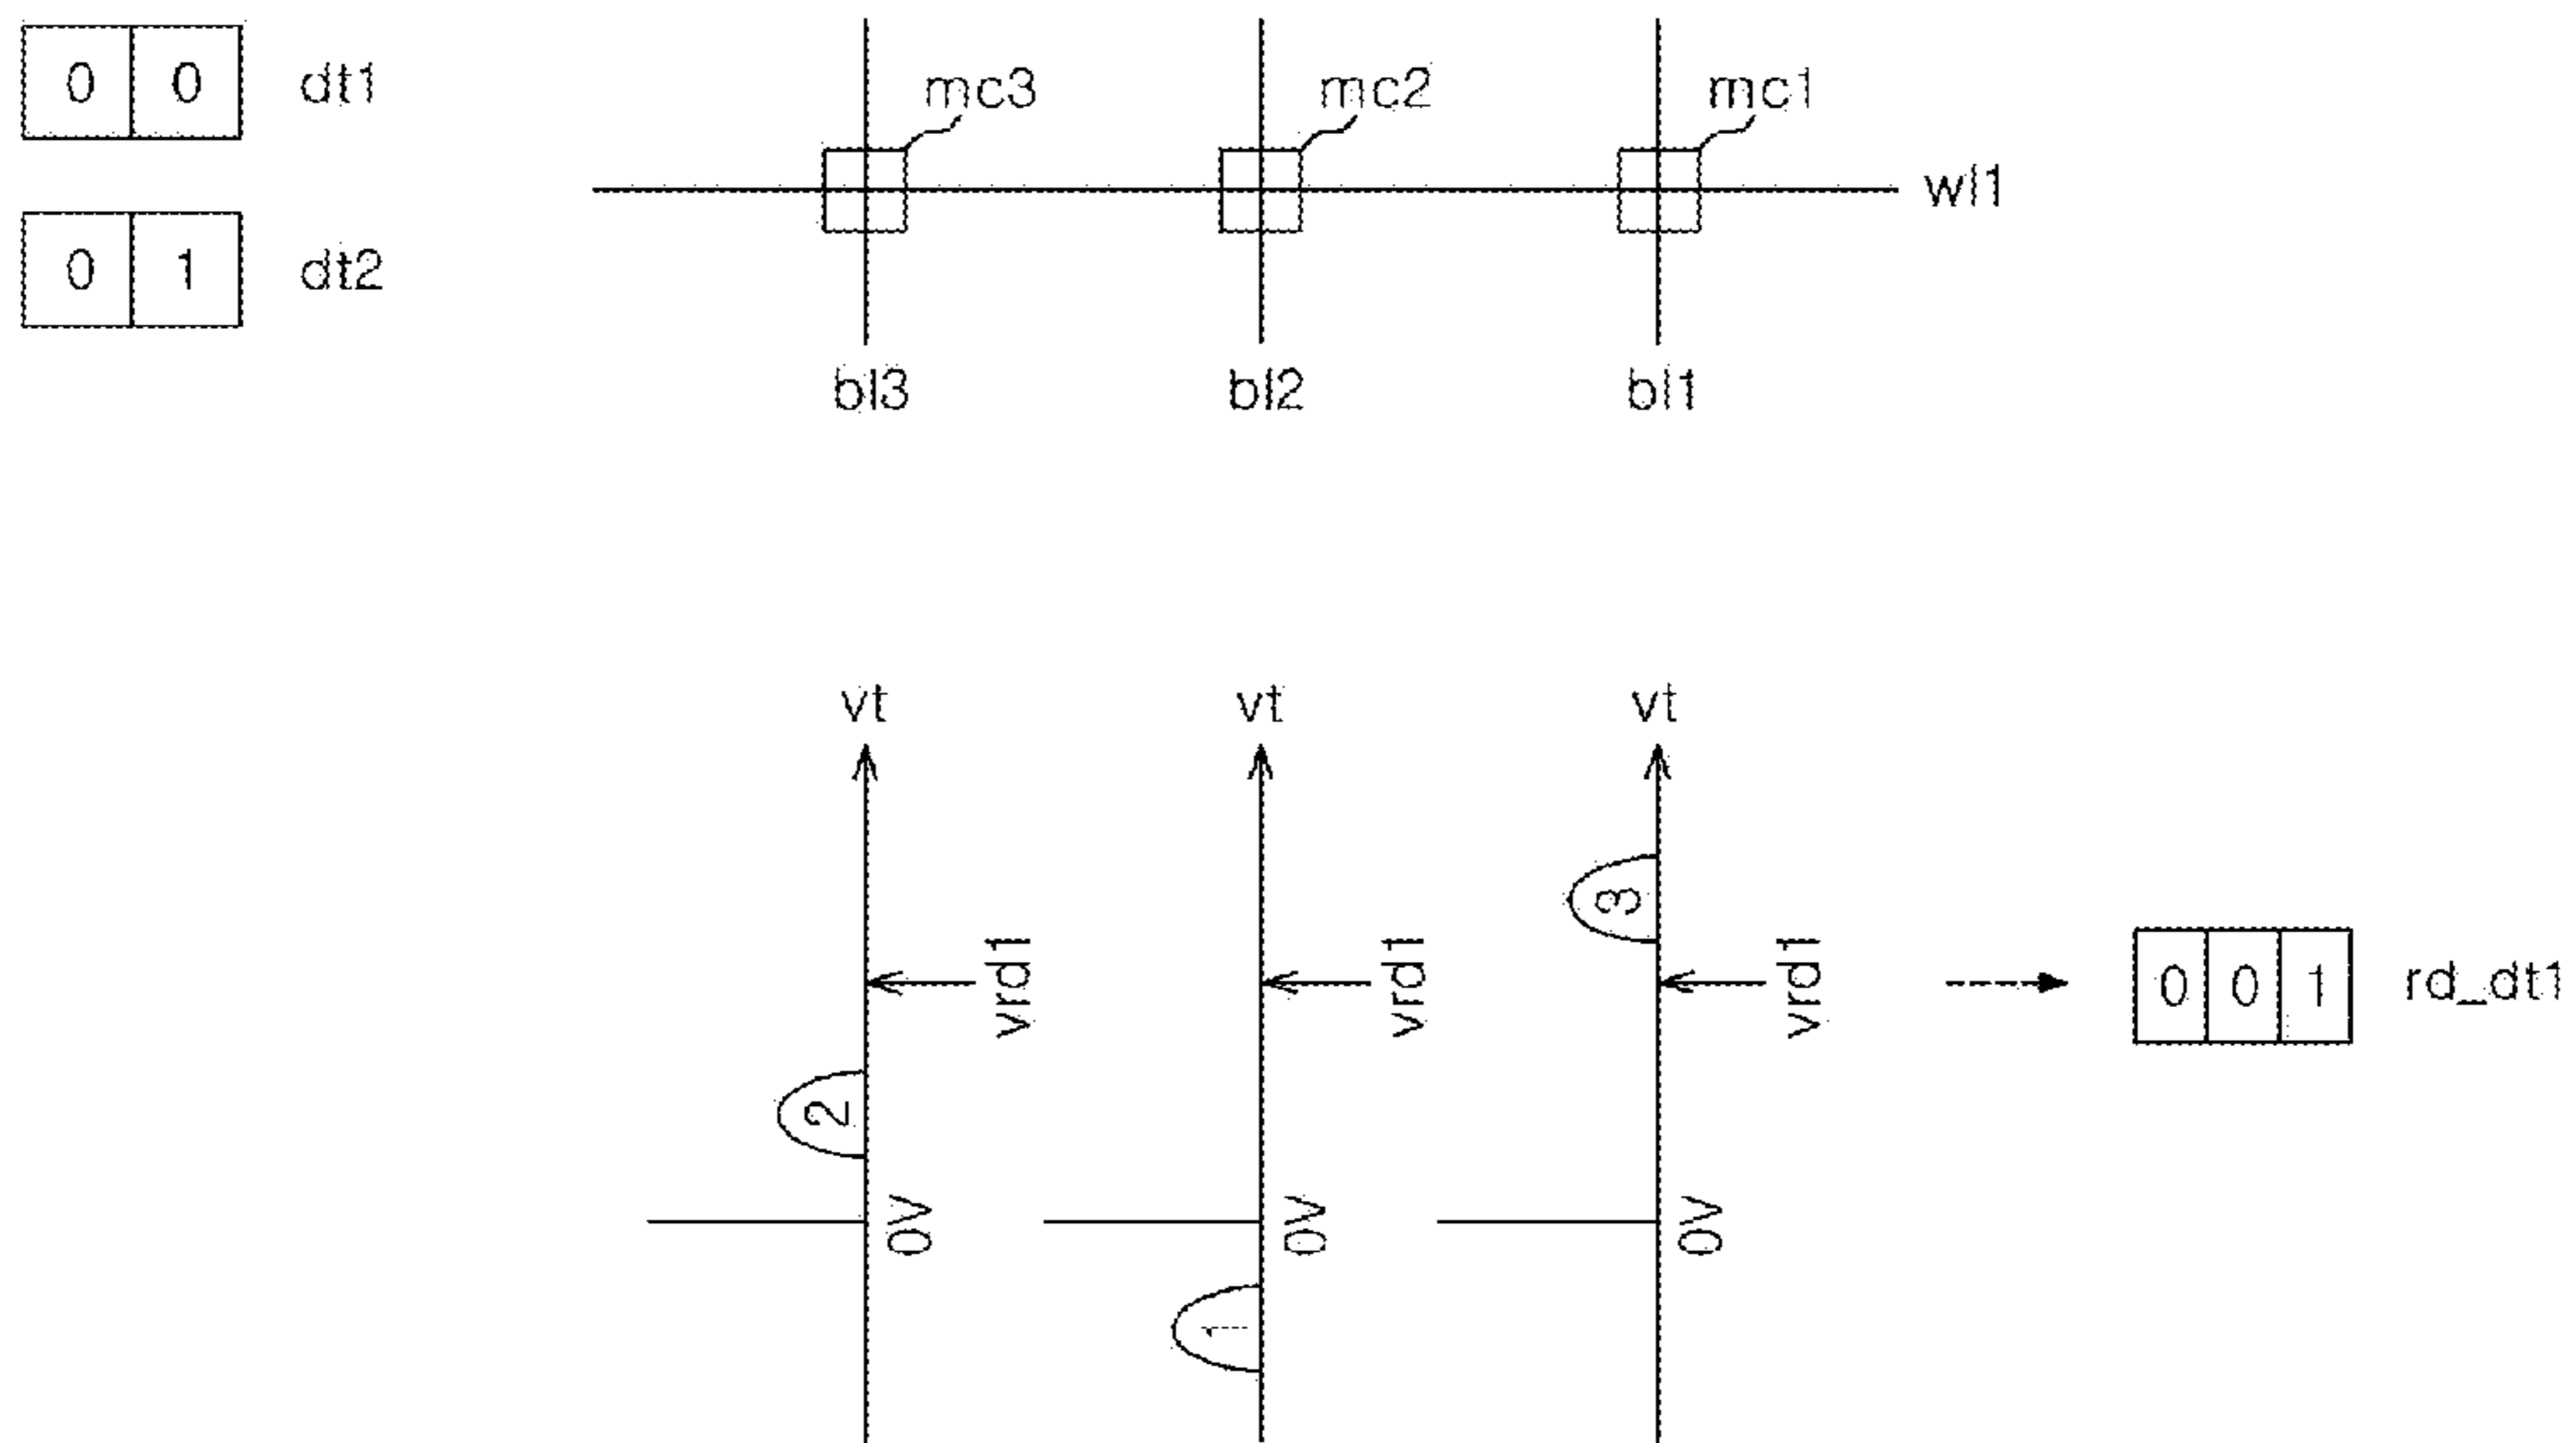 0 0 dt1
mc3 mc2 mc1
wl1
0 1 dt2
bl3 bl2 bl1
vt vt vt
3
vrd1 vrd1 vrd1
0 0 1 rd_dt1
2
0V 0V 0V
1